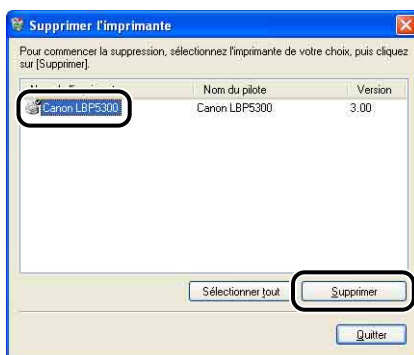 Supprimer l'imprimante
Pour commencer la suppression, sélectionnez l'imprimante de votre choix, puis cliquez
sur [Supprimer].
Nom du pilote Version
Canon LBP5300 Canon LBP5300 3.00
Sélectionner tout Supprimer
Quitter